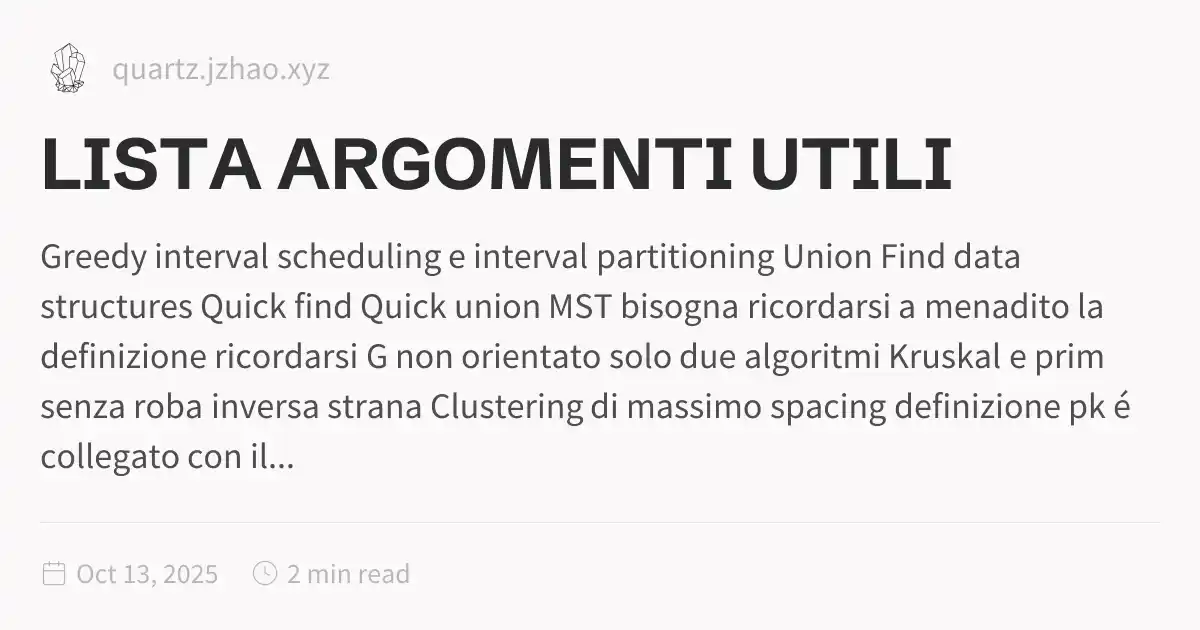 quartz.jzhao.xyz
LISTA ARGOMENTI UTILI
Greedy interval scheduling e interval partitioning Union Find data
structures Quick find Quick union MST bisogna ricordarsi a menadito la
definizione ricordarsi G non orientato solo due algoritmi Kruskal e prim
senza roba inversa strana Clustering di massimo spacing definizione pk é
collegato con il...
Oct 13, 2025 2 min read